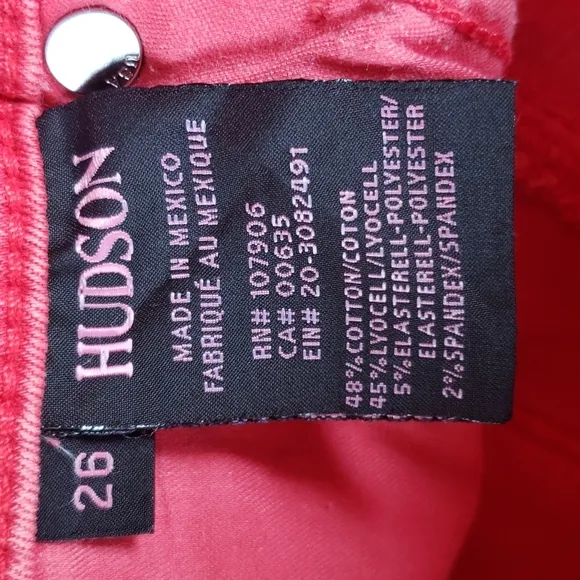 HUDSON
MADE IN MEXICO
FABRIQUÉ AU MEXIQUE
RN# 107906
CA# 00635
EIN# 20-3082491
48%COTTON/COTON
45%LYOCELL/LYOCELL
5%ELASTERELL-POLYESTER/
ELASTERELL-POLYESTER
2%SPANDEX/SPANDEX
26